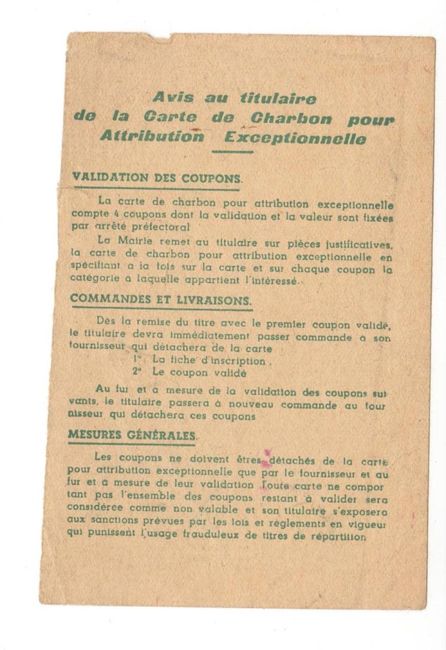 Avis au titulaire
de la Carte de Charbon pour
Attribution Exceptionnelle
VALIDATION DES COUPONS.
La carte de charbon pour attribution exceptionnelle
compte 4 coupons dont la validation et la valeur sont fixées
par arrêté préfectoral
La Mairie remet au titulaire sur pièces justificatives,
la carte de charbon pour attribution exceptionnelle en
spécifiant a la fois sur la carte et sur chaque coupon la
catégorie a laquelle appartient l'intéressé.
COMMANDES ET LIVRAISONS.
Dès la remise du titre avec le premier coupon validé,
le titulaire devra immédiatement passer commande à son
fournisseur qui détachera de la carte
1° La fiche d'inscription,
2° Le coupon validé
Au fur et à mesure de la validation des coupons sui
vants, le titulaire passera à nouveau commande au four
nisseur qui détachera ces coupons
MESURES GÉNÉRALES.
Les coupons ne doivent êtres détachés de la carte
pour attribution exceptionnelle que par le fournisseur et au
fur et à mesure de leur validation Toute carte ne compor
tant pas l'ensemble des coupons restant à valider sera
considérée comme non valable et son titulaire s'exposera
aux sanctions prévues par les lois et règlements en vigueur
qui punissent l'usage frauduleux de titres de répartition